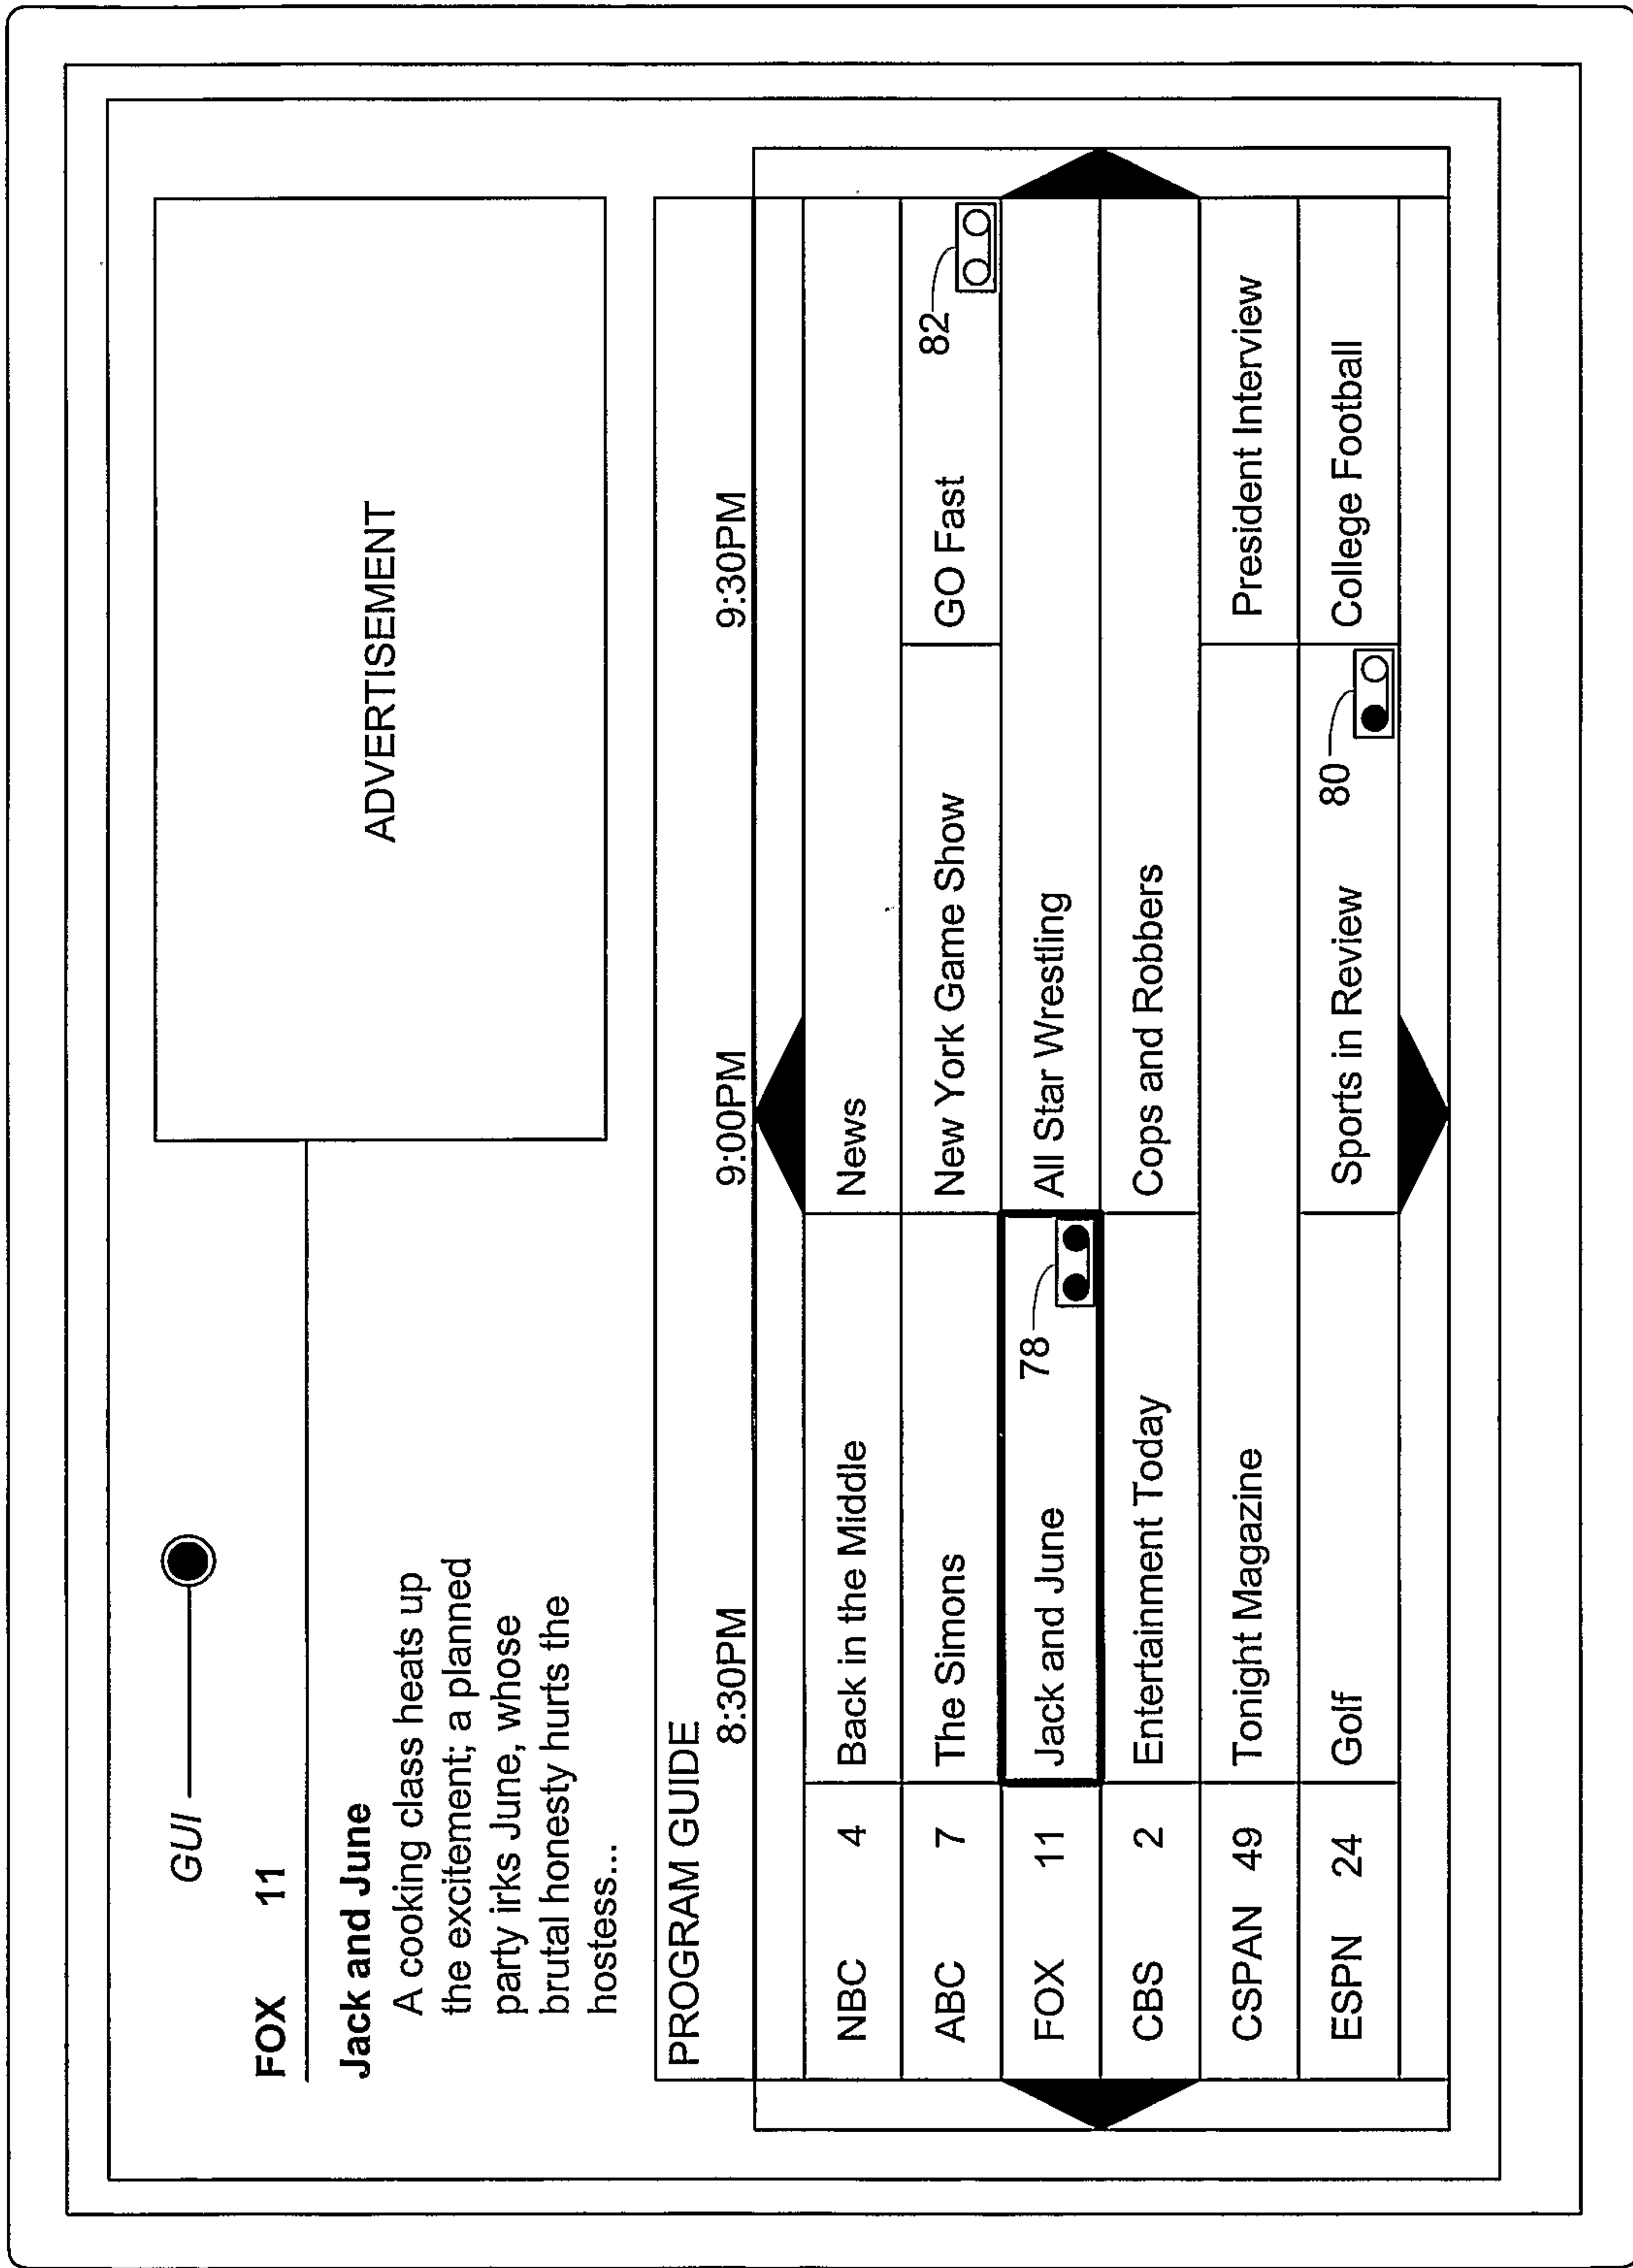 GUI
FOX 11
Jack and June
A cooking class heats up
the excitement; a planned
party irks June, whose
brutal honesty hurts the
hostess...
ADVERTISEMENT
PROGRAM GUIDE
8:30PM 9:00PM 9:30PM
NBC 4 Back in the Middle News
ABC 7 The Simons New York Game Show GO Fast 82
FOX 11 Jack and June 78 All Star Wrestling
CBS 2 Entertainment Today Cops and Robbers
CSPAN 49 Tonight Magazine President Interview
ESPN 24 Golf Sports in Review 80 College Football